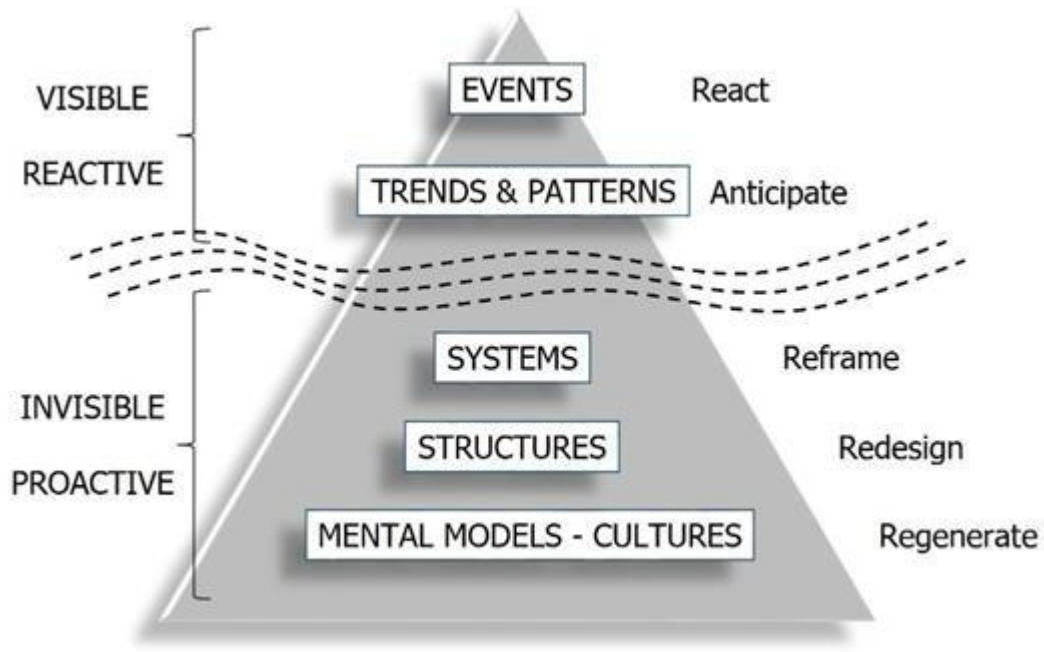 VISIBLE
REACTIVE
EVENTS
React
TRENDS & PATTERNS
Anticipate
INVISIBLE
PROACTIVE
SYSTEMS
Reframe
STRUCTURES
Redesign
MENTAL MODELS - CULTURES
Regenerate